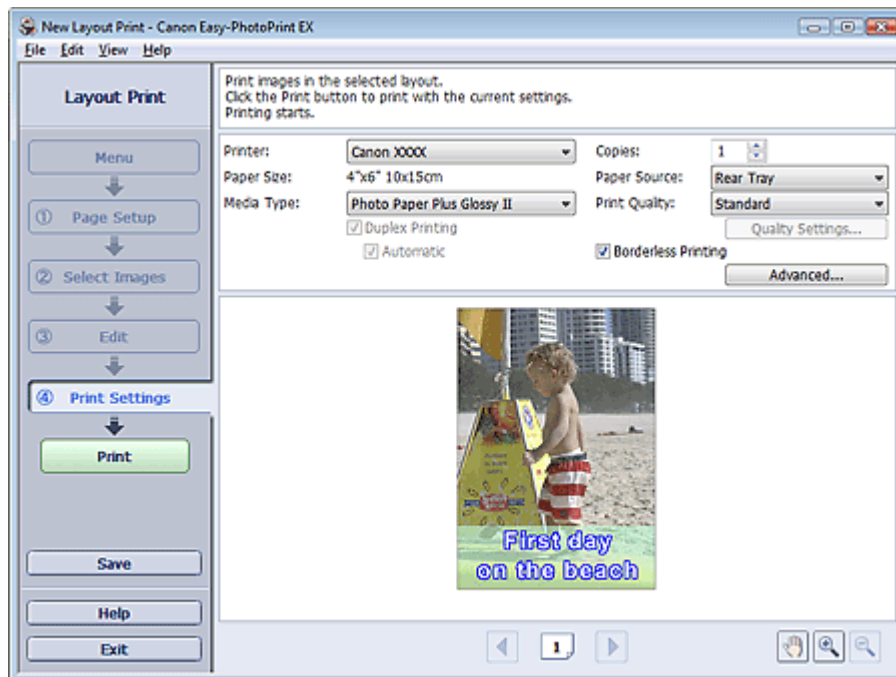 New Layout Print - Canon Easy-PhotoPrint EX
File Edit View Help
Layout Print
Menu
① Page Setup
② Select Images
③ Edit
④ Print Settings
Print
Save
Help
Exit
Print images in the selected layout.
Click the Print button to print with the current settings.
Printing starts.
Printer: Canon XXXX Copies: 1
Paper Size: 4"x6" 10x15cm Paper Source: Rear Tray
Media Type: Photo Paper Plus Glossy II Print Quality: Standard
Duplex Printing Quality Settings...
Automatic Borderless Printing
Advanced...
First day
on the beach
1